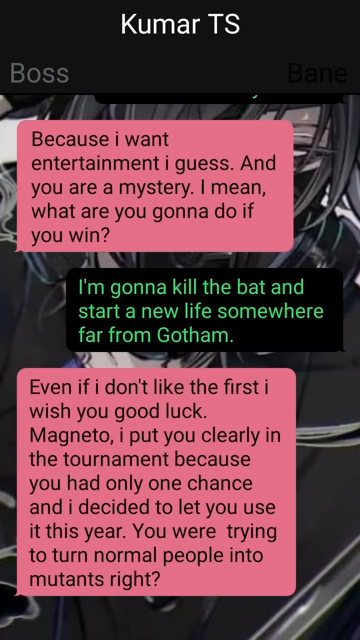 Kumar TS
Boss
Bane
Because i want
entertainment i guess. And
you are a mystery. I mean,
what are you gonna do if
you win?
I'm gonna kill the bat and
start a new life somewhere
far from Gotham.
Even if i don't like the first i
wish you good luck.
Magneto, i put you clearly in
the tournament because
you had only one chance
and i decided to let you use
it this year. You were  trying
to turn normal people into
mutants right?